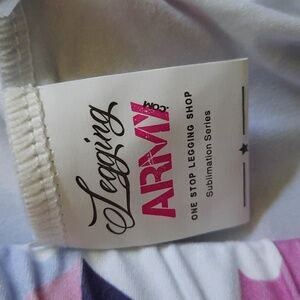 Legging
ARMY.COM
ONE STOP LEGGING SHOP
Sublimation Series